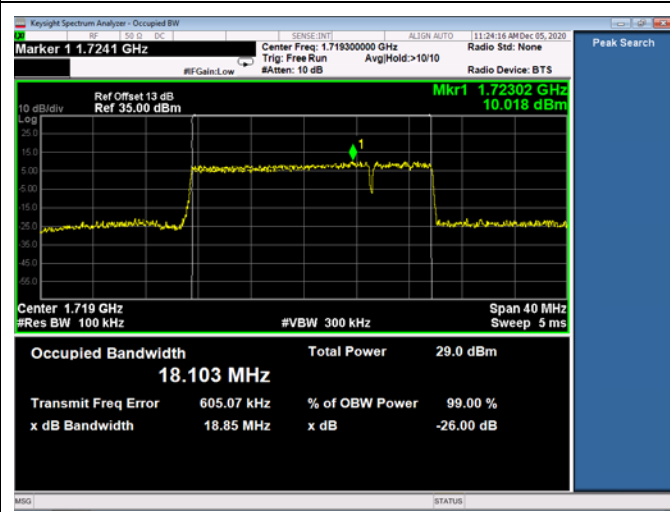 Keysight Spectrum Analyzer - Occupied BW
RF 50 Ω DC SENSE:INT ALIGN AUTO 11:24:16 AM Dec 05, 2020
Marker 1 1.7241 GHz
Center Freq: 1.719300000 GHz
Radio Std: None
Trig: Free Run Avg|Hold:>10/10
#IFGain:Low #Atten: 10 dB Radio Device: BTS
Peak Search
Ref Offset 13 dB
10 dB/div Ref 35.00 dBm
Mkr1 1.72302 GHz
10.018 dBm
Log
25.0
15.0
1
5.00
-5.00
-15.0
-25.0
-35.0
-45.0
-55.0
Center 1.719 GHz Span 40 MHz
#Res BW 100 kHz #VBW 300 kHz Sweep 5 ms
Occupied Bandwidth Total Power 29.0 dBm
18.103 MHz
Transmit Freq Error 605.07 kHz % of OBW Power 99.00 %
x dB Bandwidth 18.85 MHz x dB -26.00 dB
MSG STATUS